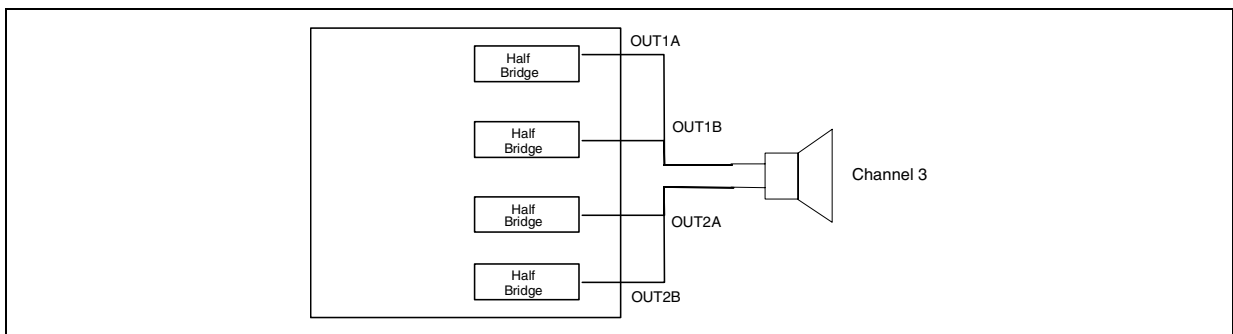 OUT1A
Half
Bridge
OUT1B
Half
Bridge
Channel 3
Half
Bridge
OUT2A
Half
Bridge
OUT2B